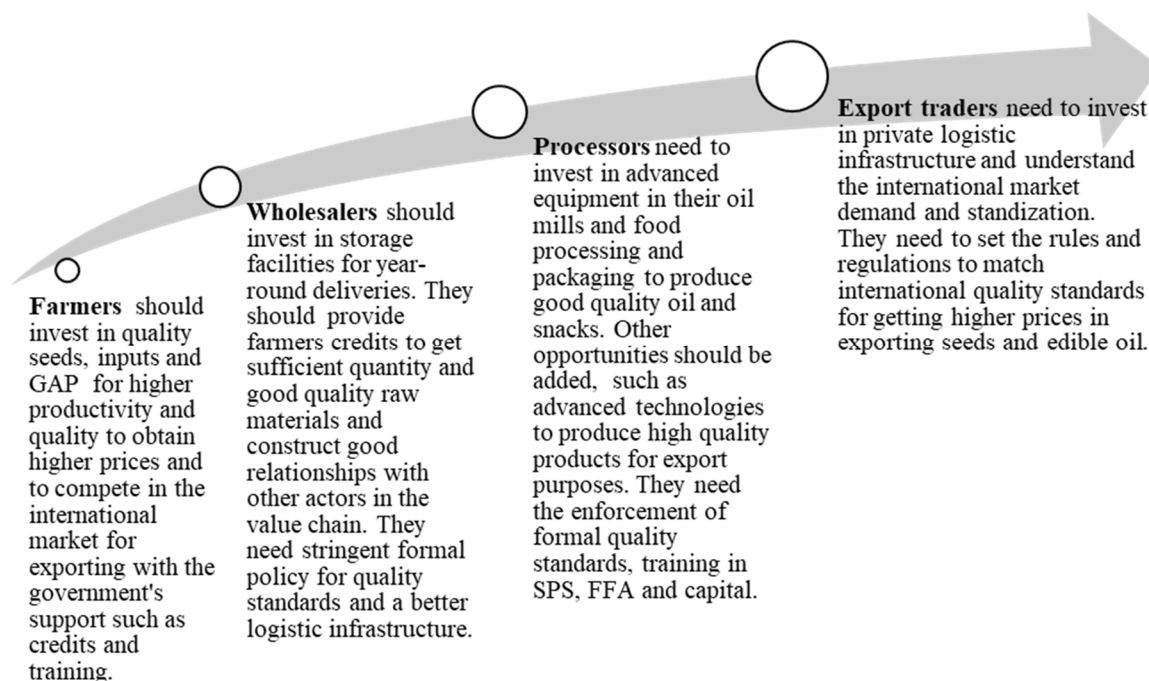 Farmers should
invest in quality
seeds, inputs and
GAP for higher
productivity and
quality to obtain
higher prices and
to compete in the
international
market for
exporting with the
government's
support such as
credits and
training.
Wholesalers should
invest in storage
facilities for year-
round deliveries. They
should provide
farmers credits to get
sufficient quantity and
good quality raw
materials and
construct good
relationships with
other actors in the
value chain. They
need stringent formal
policy for quality
standards and a better
logistic infrastructure.
Processors need to
invest in advanced
equipment in their oil
mills and food
processing and
packaging to produce
good quality oil and
snacks. Other
opportunities should be
added, such as
advanced technologies
to produce high quality
products for export
purposes. They need
the enforcement of
formal quality
standards, training in
SPS, FFA and capital.
Export traders need to invest
in private logistic
infrastructure and understand
the international market
demand and standization.
They need to set the rules and
regulations to match
international quality standards
for getting higher prices in
exporting seeds and edible oil.